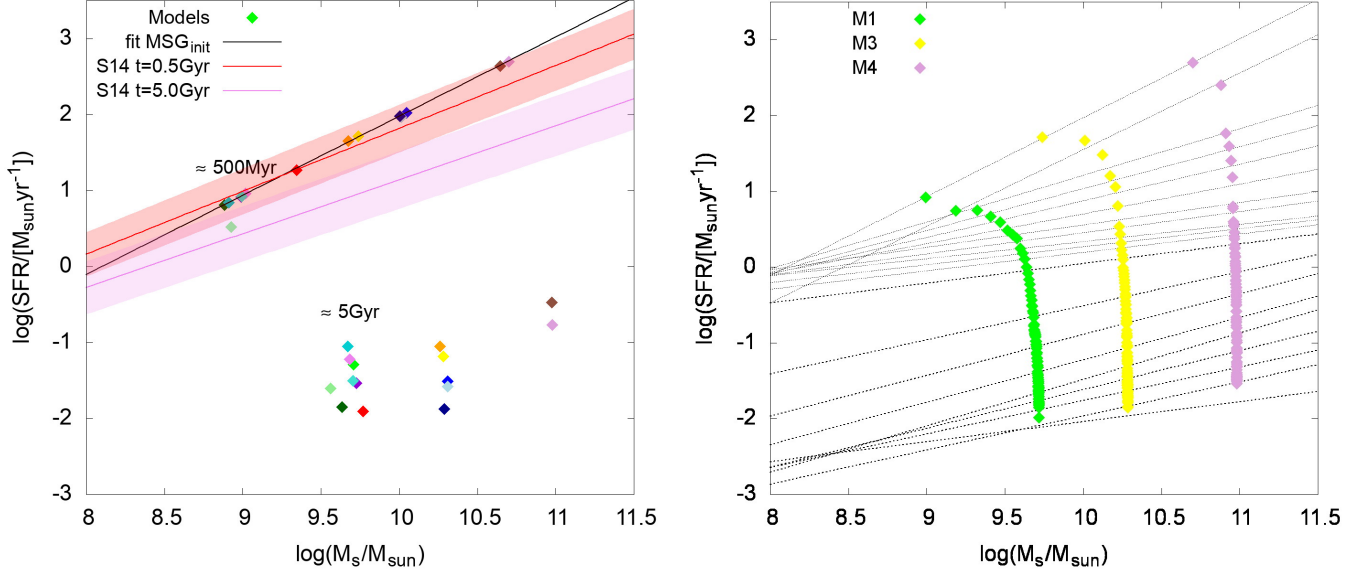 Models
fit MSG_init
S14 t=0.5Gyr
S14 t=5.0Gyr
≈ 500Myr
≈ 5Gyr
3
2
1
0
-1
-2
-3
8 8.5 9 9.5 10 10.5 11 11.5
log(M_s/M_sun)
log(SFR/[M_sun yr^-1])
M1
M3
M4
3
2
1
0
-1
-2
-3
8 8.5 9 9.5 10 10.5 11 11.5
log(M_s/M_sun)
log(SFR/[M_sun yr^-1])